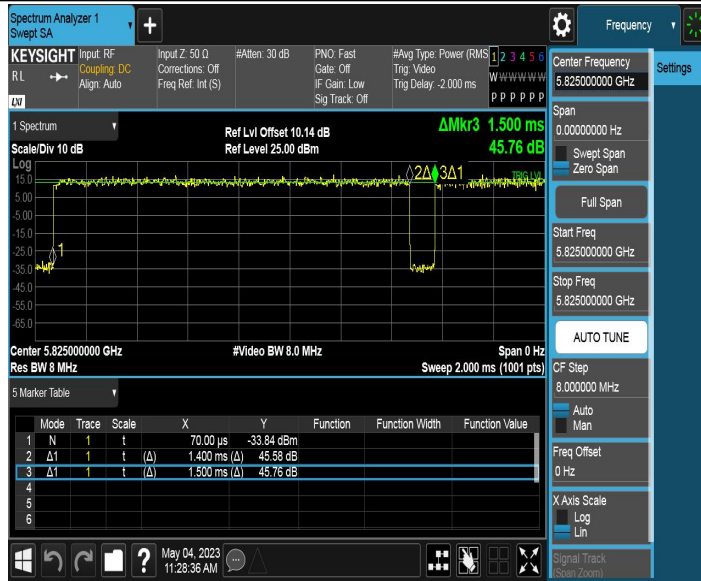 Spectrum Analyzer 1
Swept SA
+
Frequency
KEYSIGHT
RL
LXI
Input: RF
Coupling: DC
Align: Auto
Input Z: 50 Ω
Corrections: Off
Freq Ref: Int (S)
#Atten: 30 dB
PNO: Fast
Gate: Off
IF Gain: Low
Sig Track: Off
#Avg Type: Power (RMS
Trig: Video
Trig Delay: -2.000 ms
1 2 3 4 5 6
W W W W W W
P P P P P P
1 Spectrum
Scale/Div 10 dB
Ref Lvl Offset 10.14 dB
Ref Level 25.00 dBm
ΔMkr3 1.500 ms
45.76 dB
Log
15.0
5.00
-5.00
-15.0
-25.0
-35.0
-45.0
-55.0
-65.0
1
2Δ 3Δ1
TRIG LVL
Center 5.825000000 GHz
Res BW 8 MHz
#Video BW 8.0 MHz
Span 0 Hz
Sweep 2.000 ms (1001 pts)
5 Marker Table
Mode Trace Scale X Y Function Function Width Function Value
1 N 1 t 70.00 µs -33.84 dBm
2 Δ1 1 t (Δ) 1.400 ms (Δ) 45.58 dB
3 Δ1 1 t (Δ) 1.500 ms (Δ) 45.76 dB
4
5
6
?
May 04, 2023
11:28:36 AM
Center Frequency
5.825000000 GHz
Span
0.00000000 Hz
Swept Span
Zero Span
Full Span
Start Freq
5.825000000 GHz
Stop Freq
5.825000000 GHz
AUTO TUNE
CF Step
8.000000 MHz
Auto
Man
Freq Offset
0 Hz
X Axis Scale
Log
Lin
Signal Track
(Span Zoom)
Settings